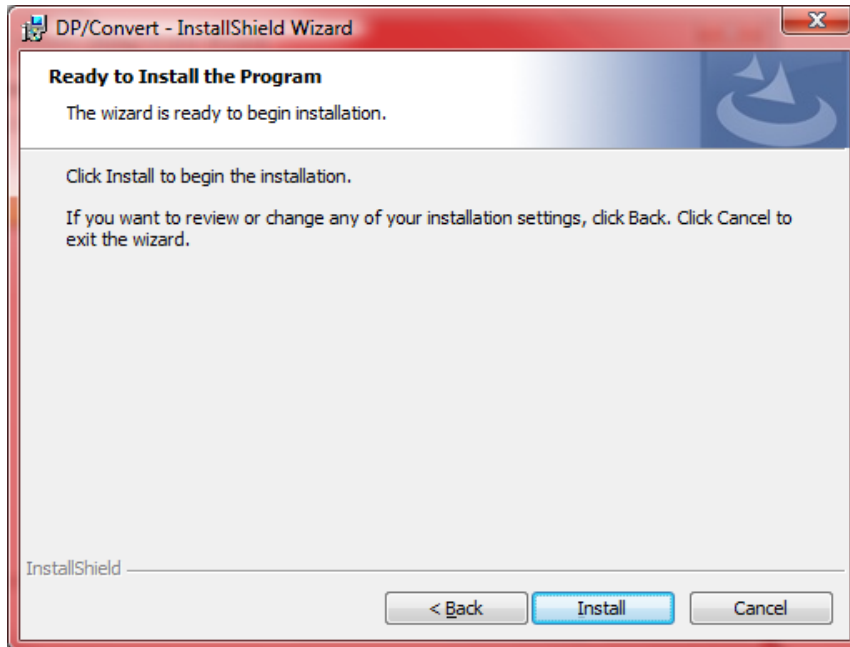 DP/Convert - InstallShield Wizard
Ready to Install the Program
The wizard is ready to begin installation.
Click Install to begin the installation.
If you want to review or change any of your installation settings, click Back. Click Cancel to
exit the wizard.
InstallShield
< Back
Install
Cancel